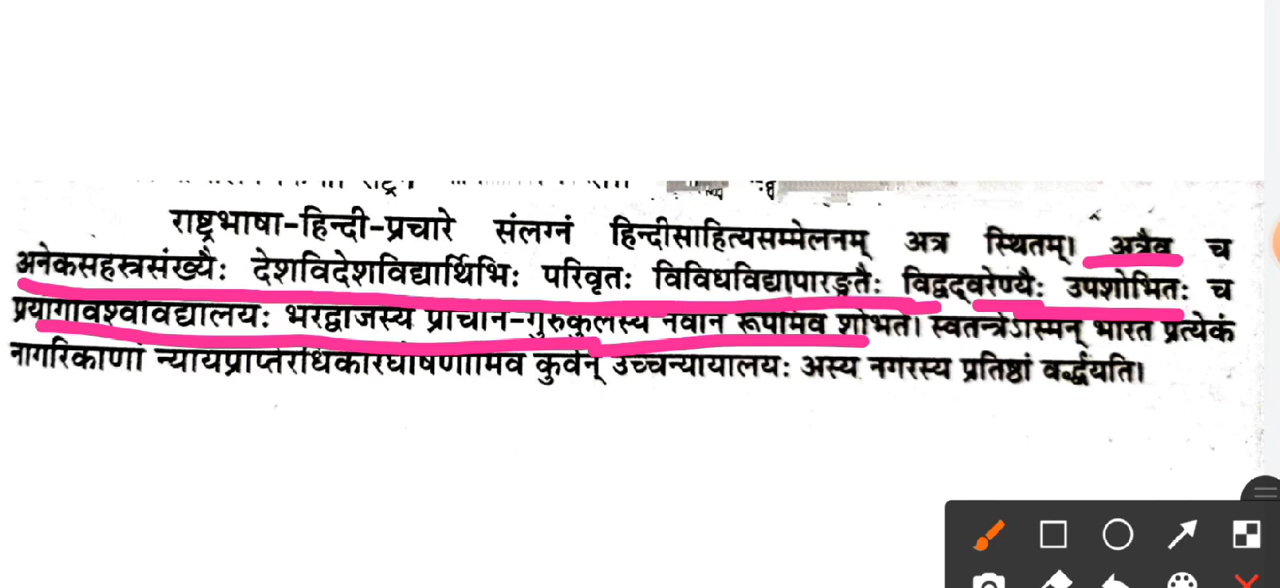 राष्ट्रभाषा-हिन्दी-प्रचारे संलग्नं हिन्दीसाहित्यसम्मेलनम् अत्र स्थितम्। अत्रैव च
अनेकसहस्त्रसंख्यैः देशविदेशविद्यार्थिभिः परिवृतः विविधविद्यापारङ्गतैः विद्वद्वरेण्यैः उपशोभितः च
प्रयागविश्वविद्यालयः भरद्वाजस्य प्राचीन-गुरुकुलस्य नवीनं रूपमिव शोभते। स्वतन्त्रेऽस्मिन् भारते प्रत्येकं
नागरिकाणां न्यायप्राप्तेरधिकारघोषणामिव कुर्वन् उच्चन्यायालयः अस्य नगरस्य प्रतिष्ठां वर्द्धयति।